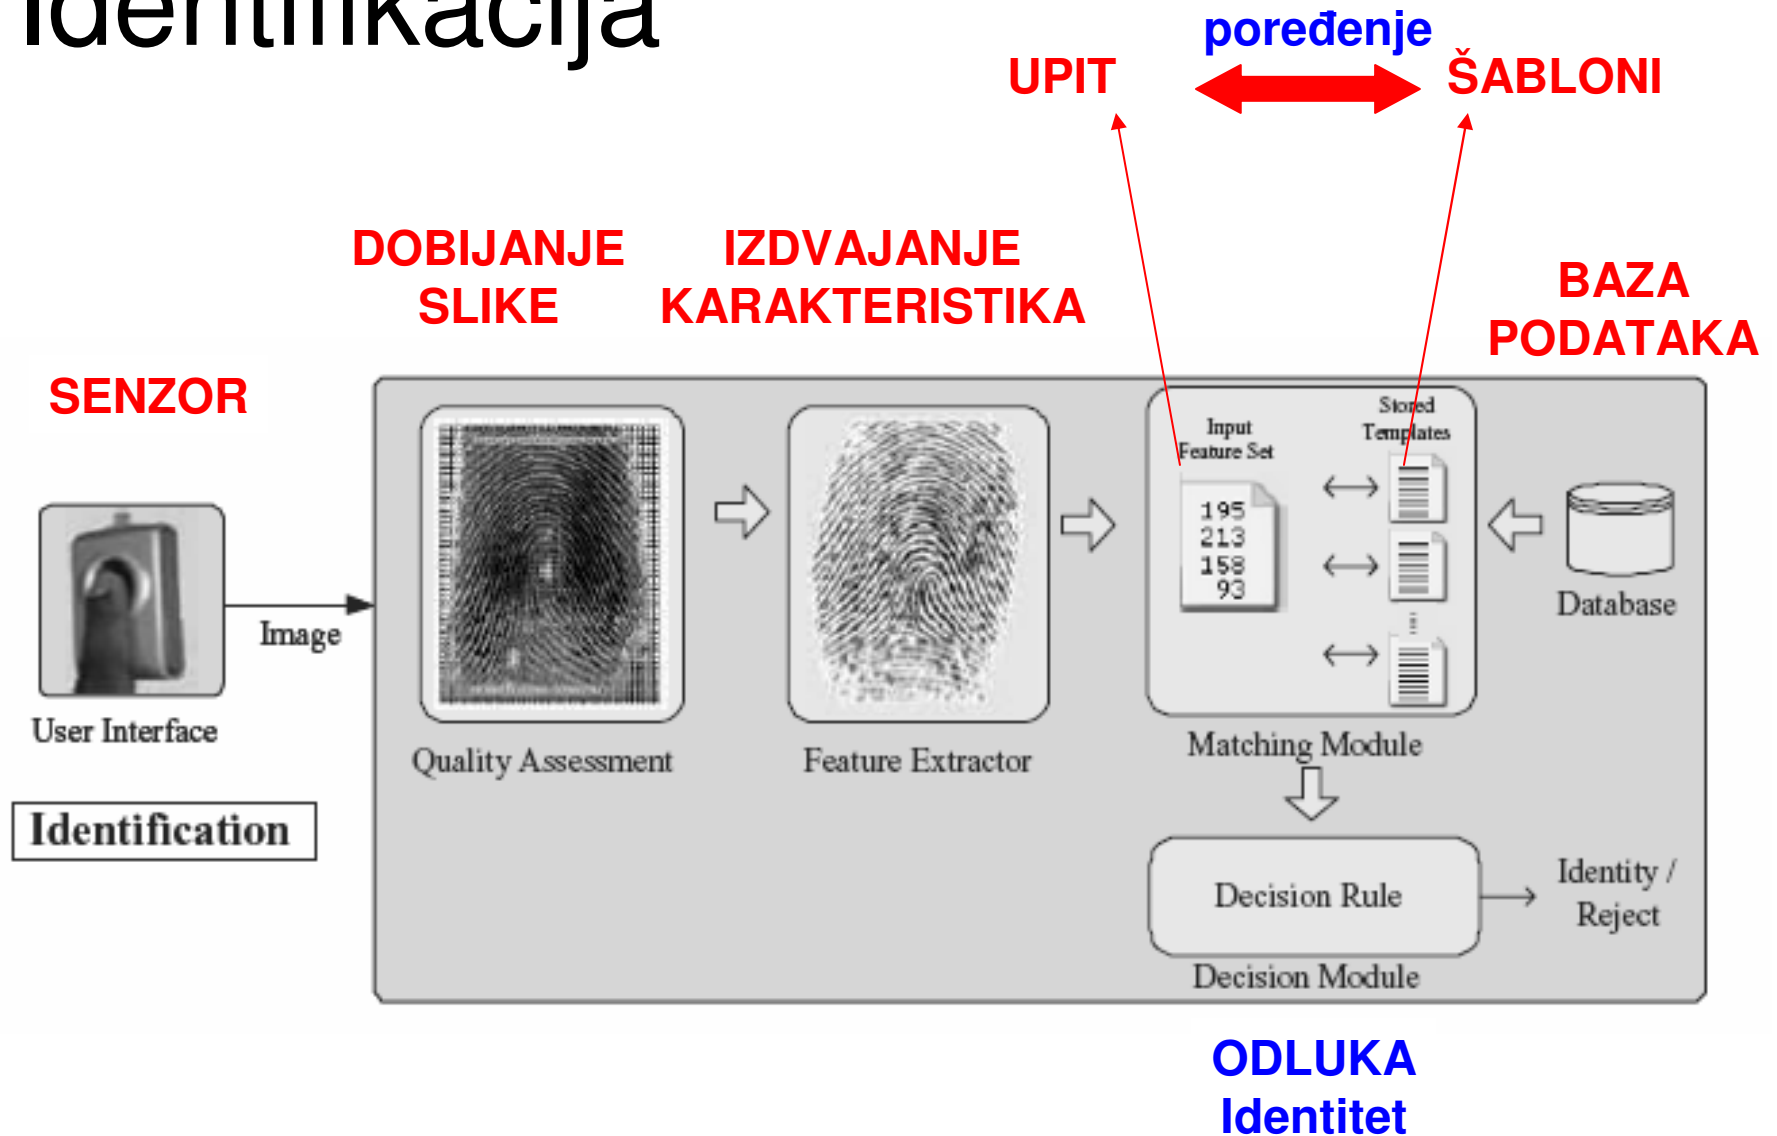 Identifikacija
poređenje
UPIT
ŠABLONI
DOBIJANJE
SLIKE
IZDVAJANJE
KARAKTERISTIKA
BAZA
PODATAKA
SENZOR
Input
Feature Set
Stored
Templates
195
213
158
93
Image
Database
User Interface
Quality Assessment
Feature Extractor
Matching Module
Identification
Decision Rule
Identity /
Reject
Decision Module
ODLUKA
Identitet